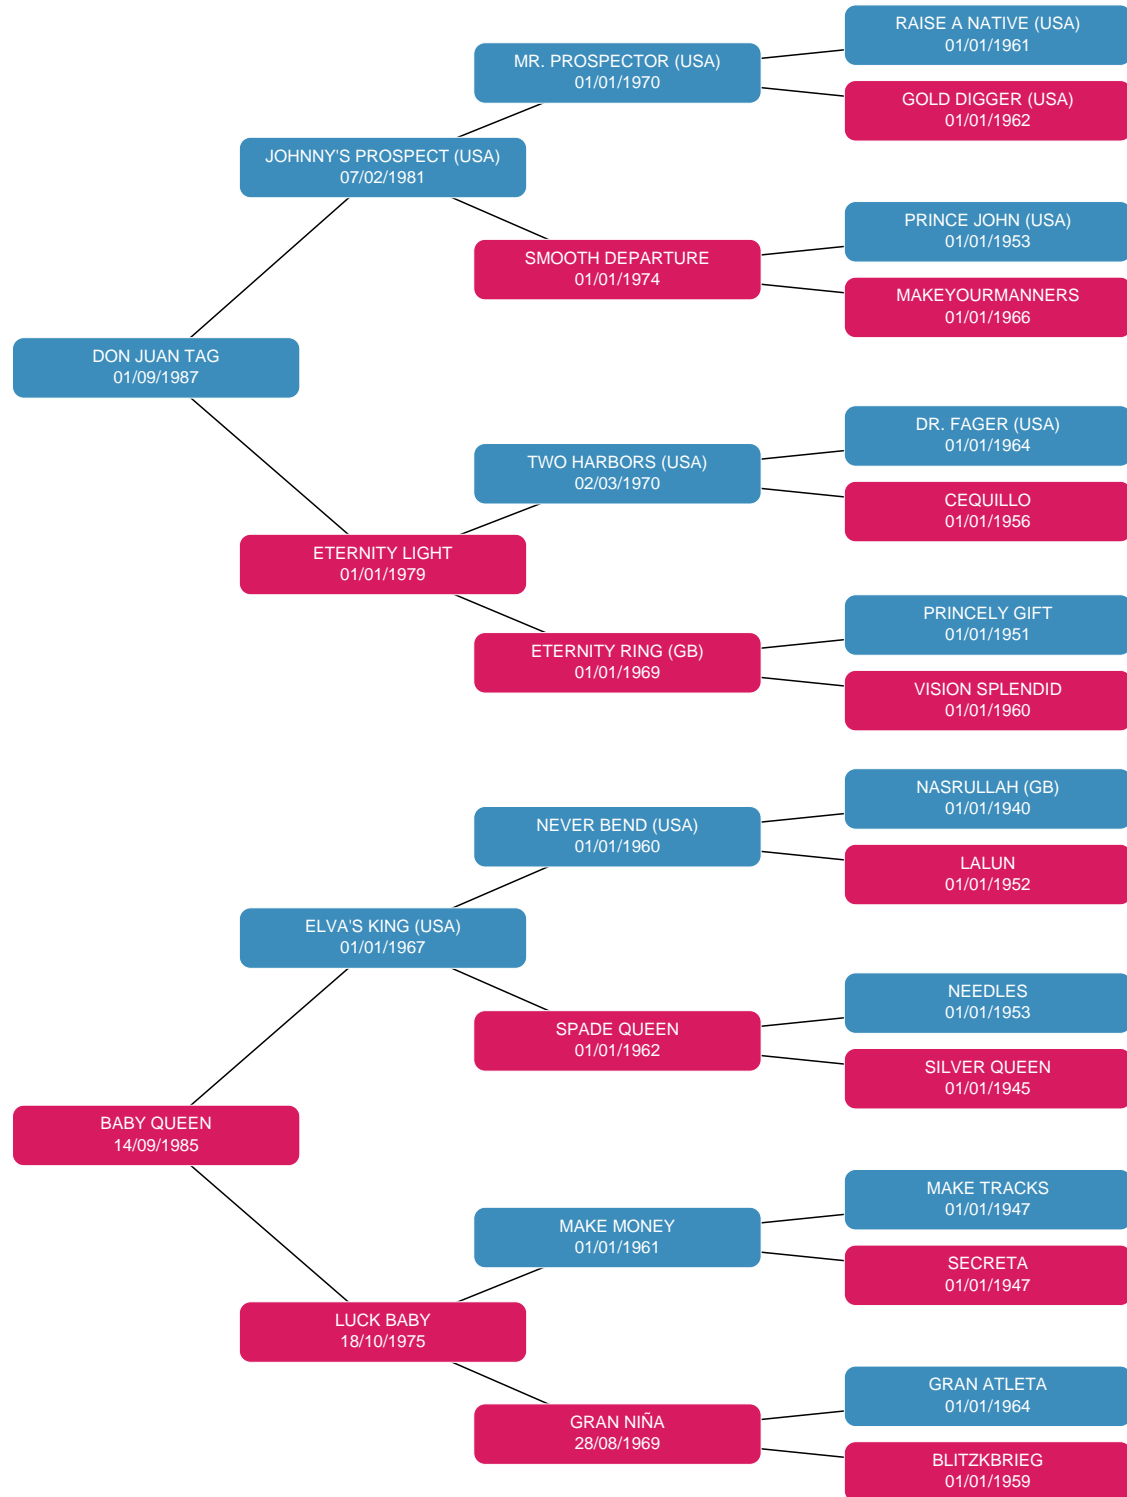 RAISE A NATIVE (USA)
01/01/1961
MR. PROSPECTOR (USA)
01/01/1970
GOLD DIGGER (USA)
01/01/1962
JOHNNY'S PROSPECT (USA)
07/02/1981
PRINCE JOHN (USA)
01/01/1953
SMOOTH DEPARTURE
01/01/1974
MAKEYOURMANNERS
01/01/1966
DON JUAN TAG
01/09/1987
DR. FAGER (USA)
01/01/1964
TWO HARBORS (USA)
02/03/1970
CEQUILLO
01/01/1956
ETERNITY LIGHT
01/01/1979
PRINCELY GIFT
01/01/1951
ETERNITY RING (GB)
01/01/1969
VISION SPLENDID
01/01/1960
NASRULLAH (GB)
01/01/1940
NEVER BEND (USA)
01/01/1960
LALUN
01/01/1952
ELVA'S KING (USA)
01/01/1967
NEEDLES
01/01/1953
SPADE QUEEN
01/01/1962
SILVER QUEEN
01/01/1945
BABY QUEEN
14/09/1985
MAKE TRACKS
01/01/1947
MAKE MONEY
01/01/1961
SECRETA
01/01/1947
LUCK BABY
18/10/1975
GRAN ATLETA
01/01/1964
GRAN NIÑA
28/08/1969
BLITZKBRIEG
01/01/1959